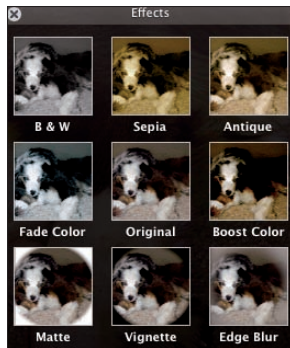 Effects
B & W Sepia Antique
Fade Color Original Boost Color
Matte Vignette Edge Blur